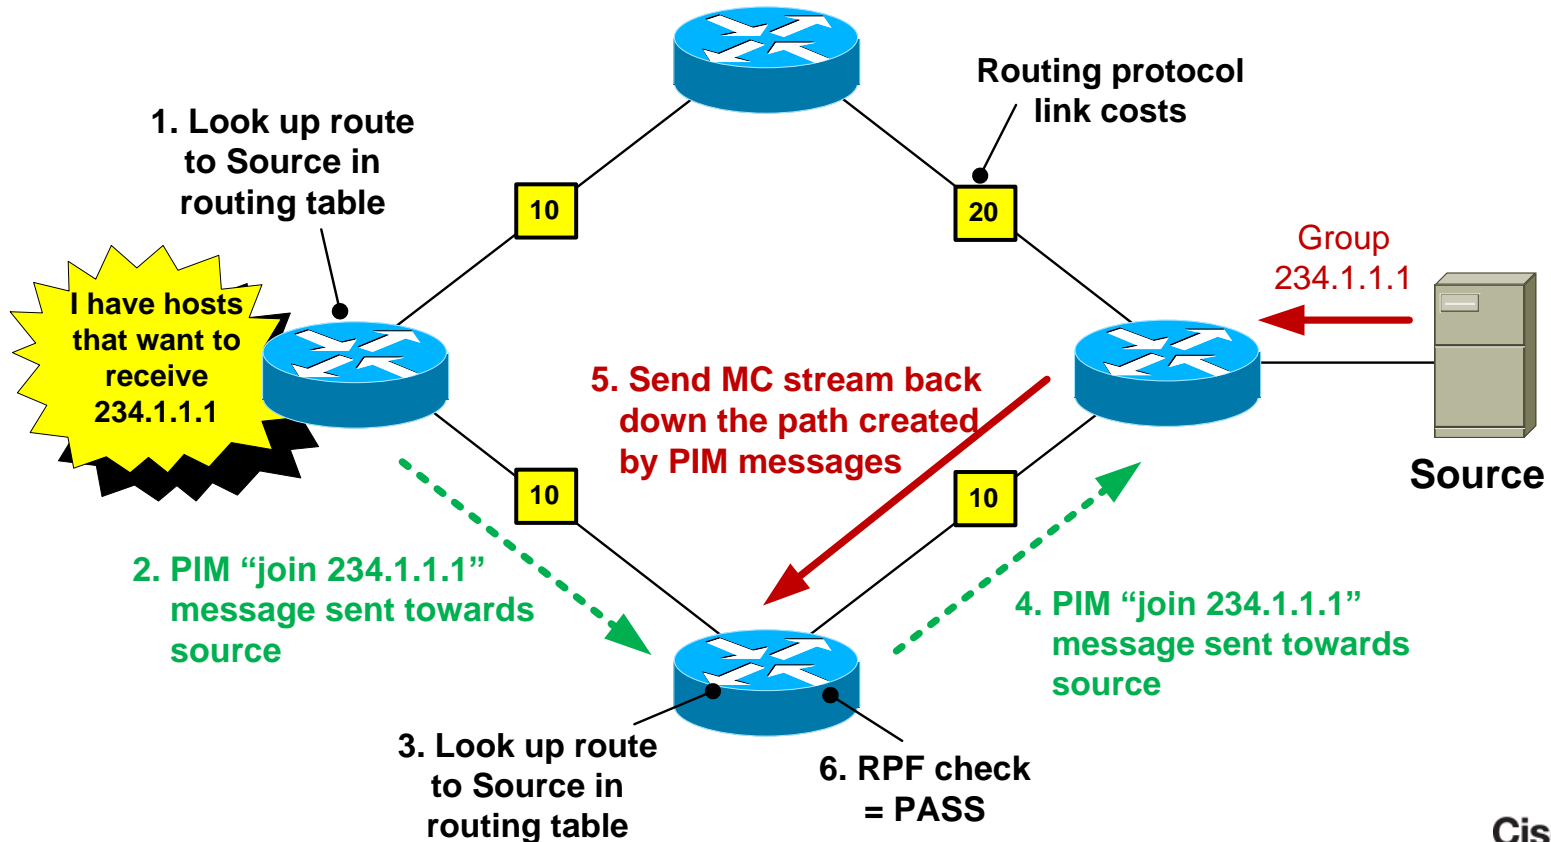 Routing protocol
link costs
1. Look up route
to Source in
routing table
10
20
Group
234.1.1.1
I have hosts
that want to
receive
234.1.1.1
5. Send MC stream back
down the path created
by PIM messages
Source
10
10
2. PIM “join 234.1.1.1”
message sent towards
source
4. PIM “join 234.1.1.1”
message sent towards
source
3. Look up route
to Source in
routing table
6. RPF check
= PASS
Cis